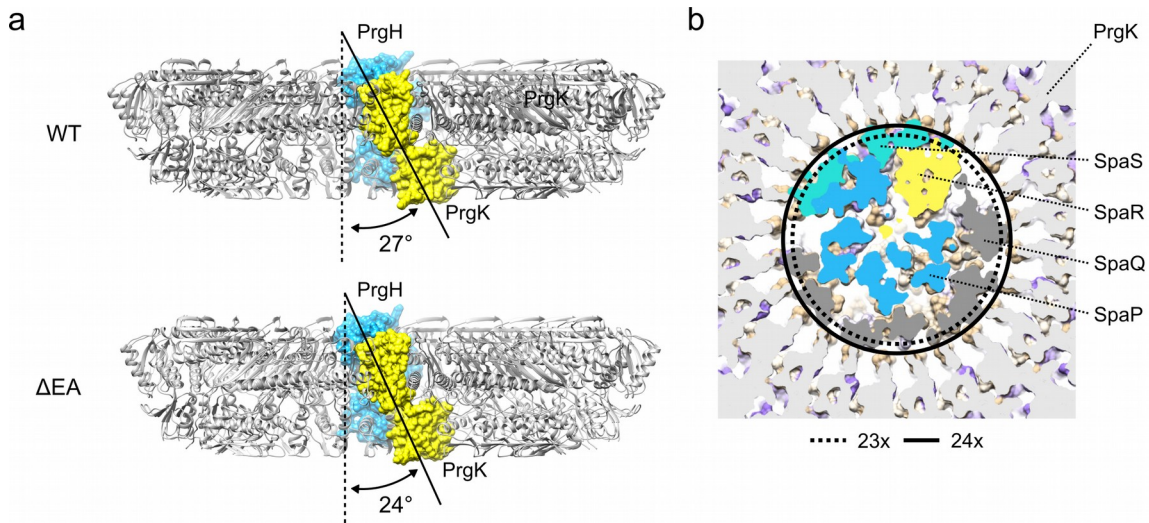 a
PrgH
PrgK
WT
PrgK
27°
PrgH
ΔEA
PrgK
24°
b
PrgK
SpaS
SpaR
SpaQ
SpaP
23x 24x